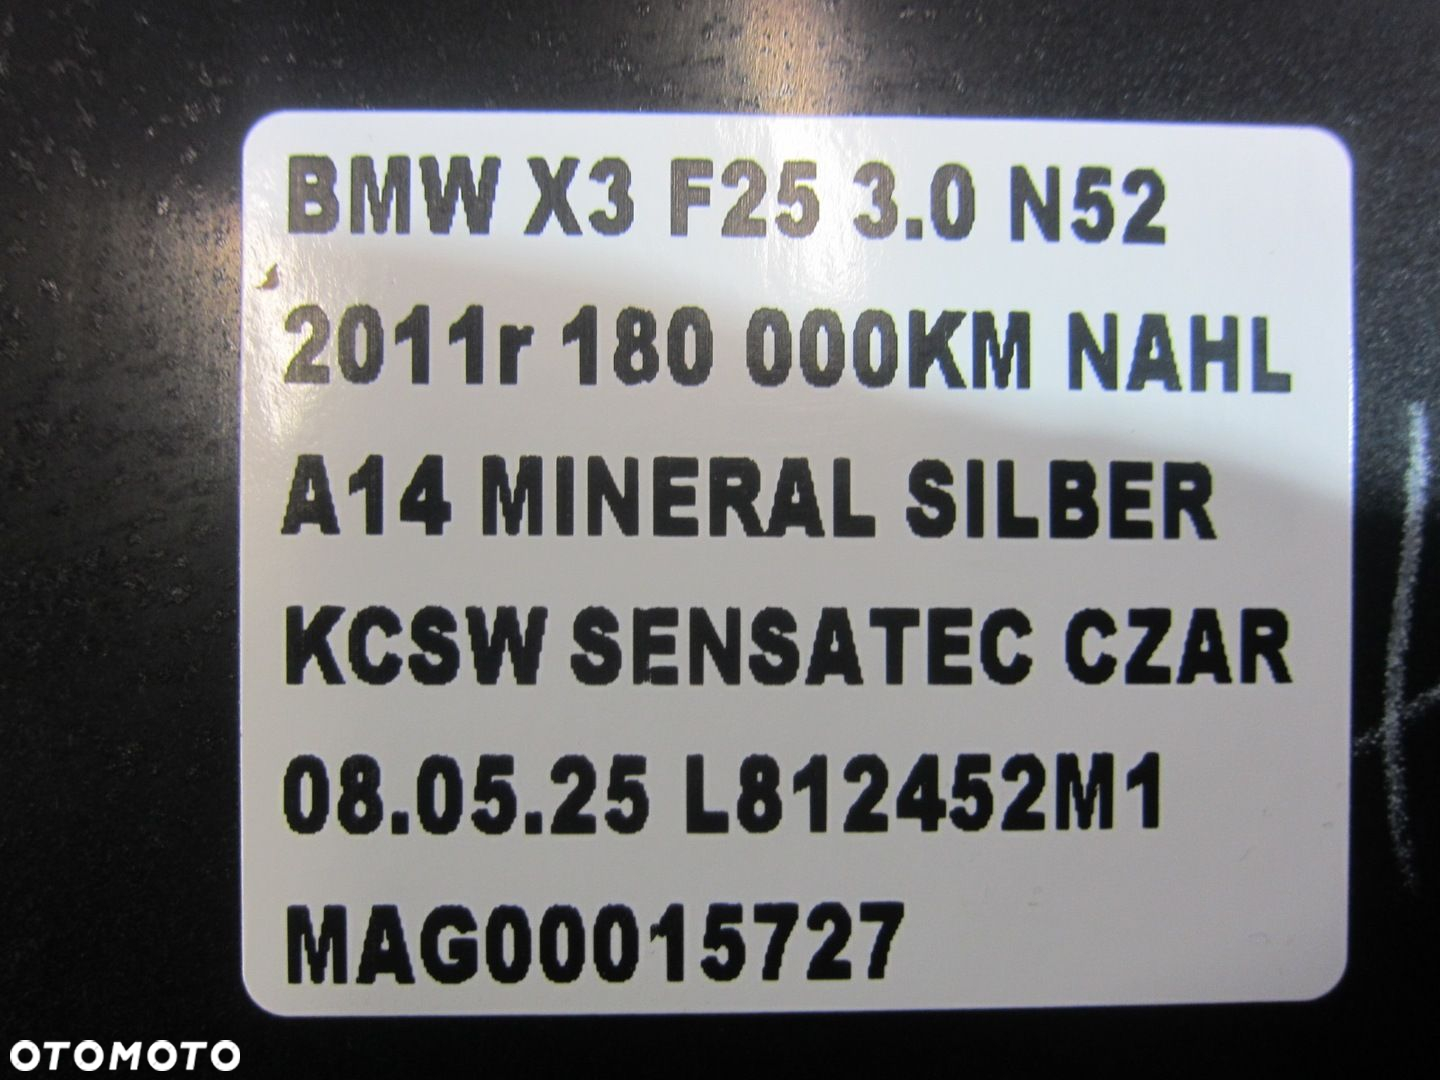 BMW X3 F25 3.0 N52
2011r 180 000KM NAHL
A14 MINERAL SILBER
KCSW SENSATEC CZAR
08.05.25 L812452M1
MAG00015727
OTOMOTO